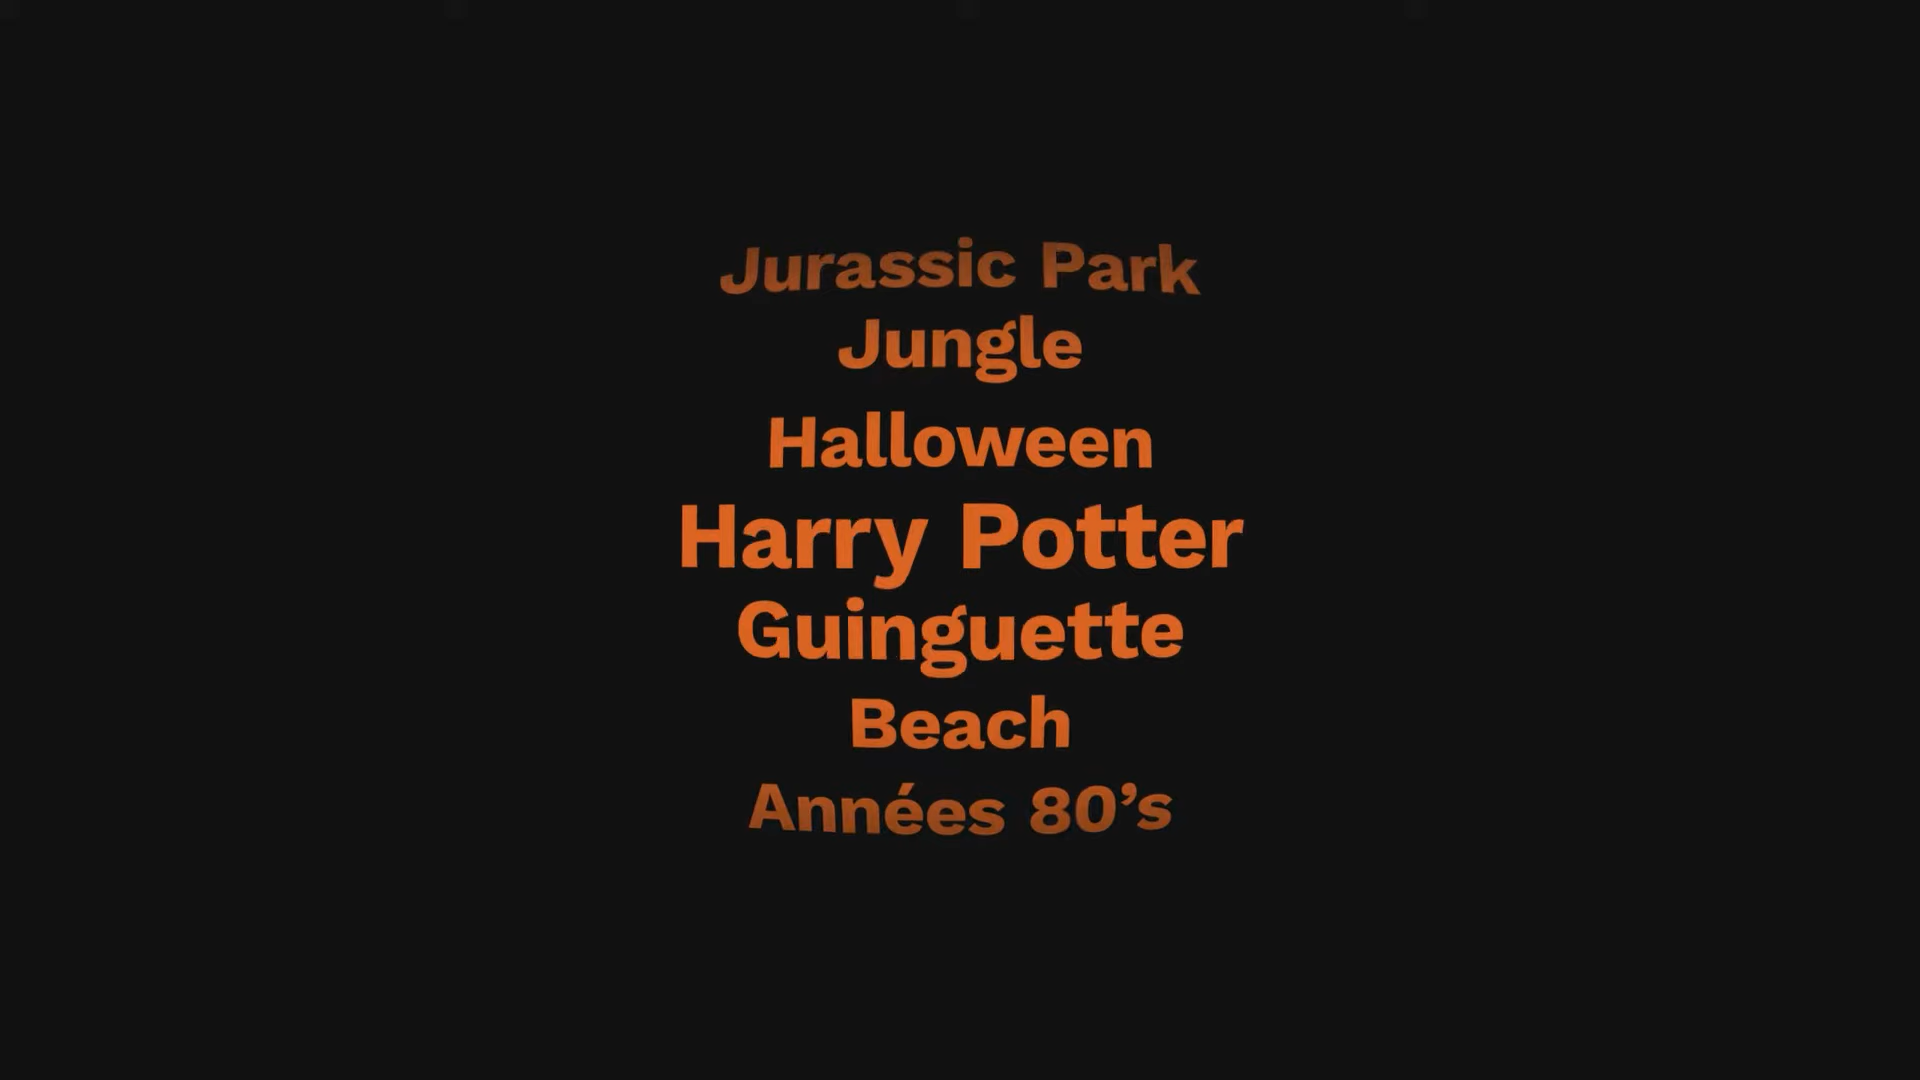 Jurassic Park
Jungle
Halloween
Harry Potter
Guinguette
Beach
Années 80’s